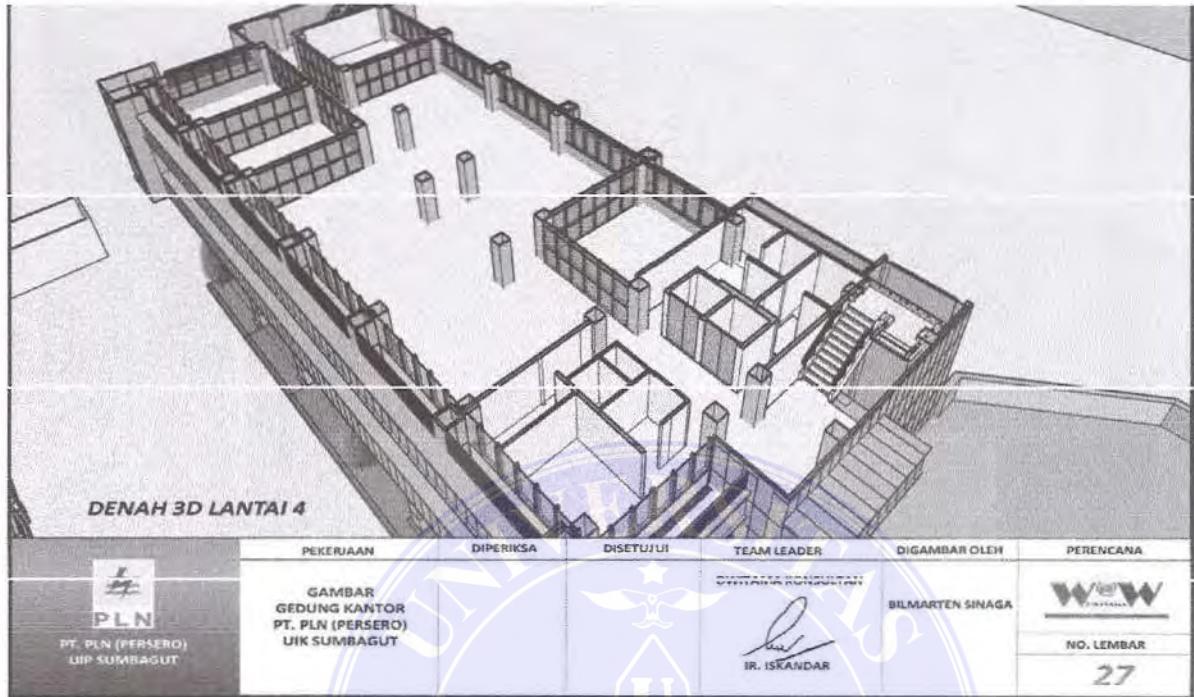 DENAH 3D LANTAI 4
PLN
PT. PLN (PERSERO)
UIP SUMBAGUT
PEKERJAAN
GAMBAR
GEDUNG KANTOR
PT. PLN (PERSERO)
UIK SUMBAGUT
DIPERIKSA
DISETUJUI
TEAM LEADER
KONSULTAN
IR. ISKANDAR
DIGAMBAR OLEH
BILMARTEN SINAGA
PERENCANA
W@W
NO. LEMBAR
27
UNIVERSITAS